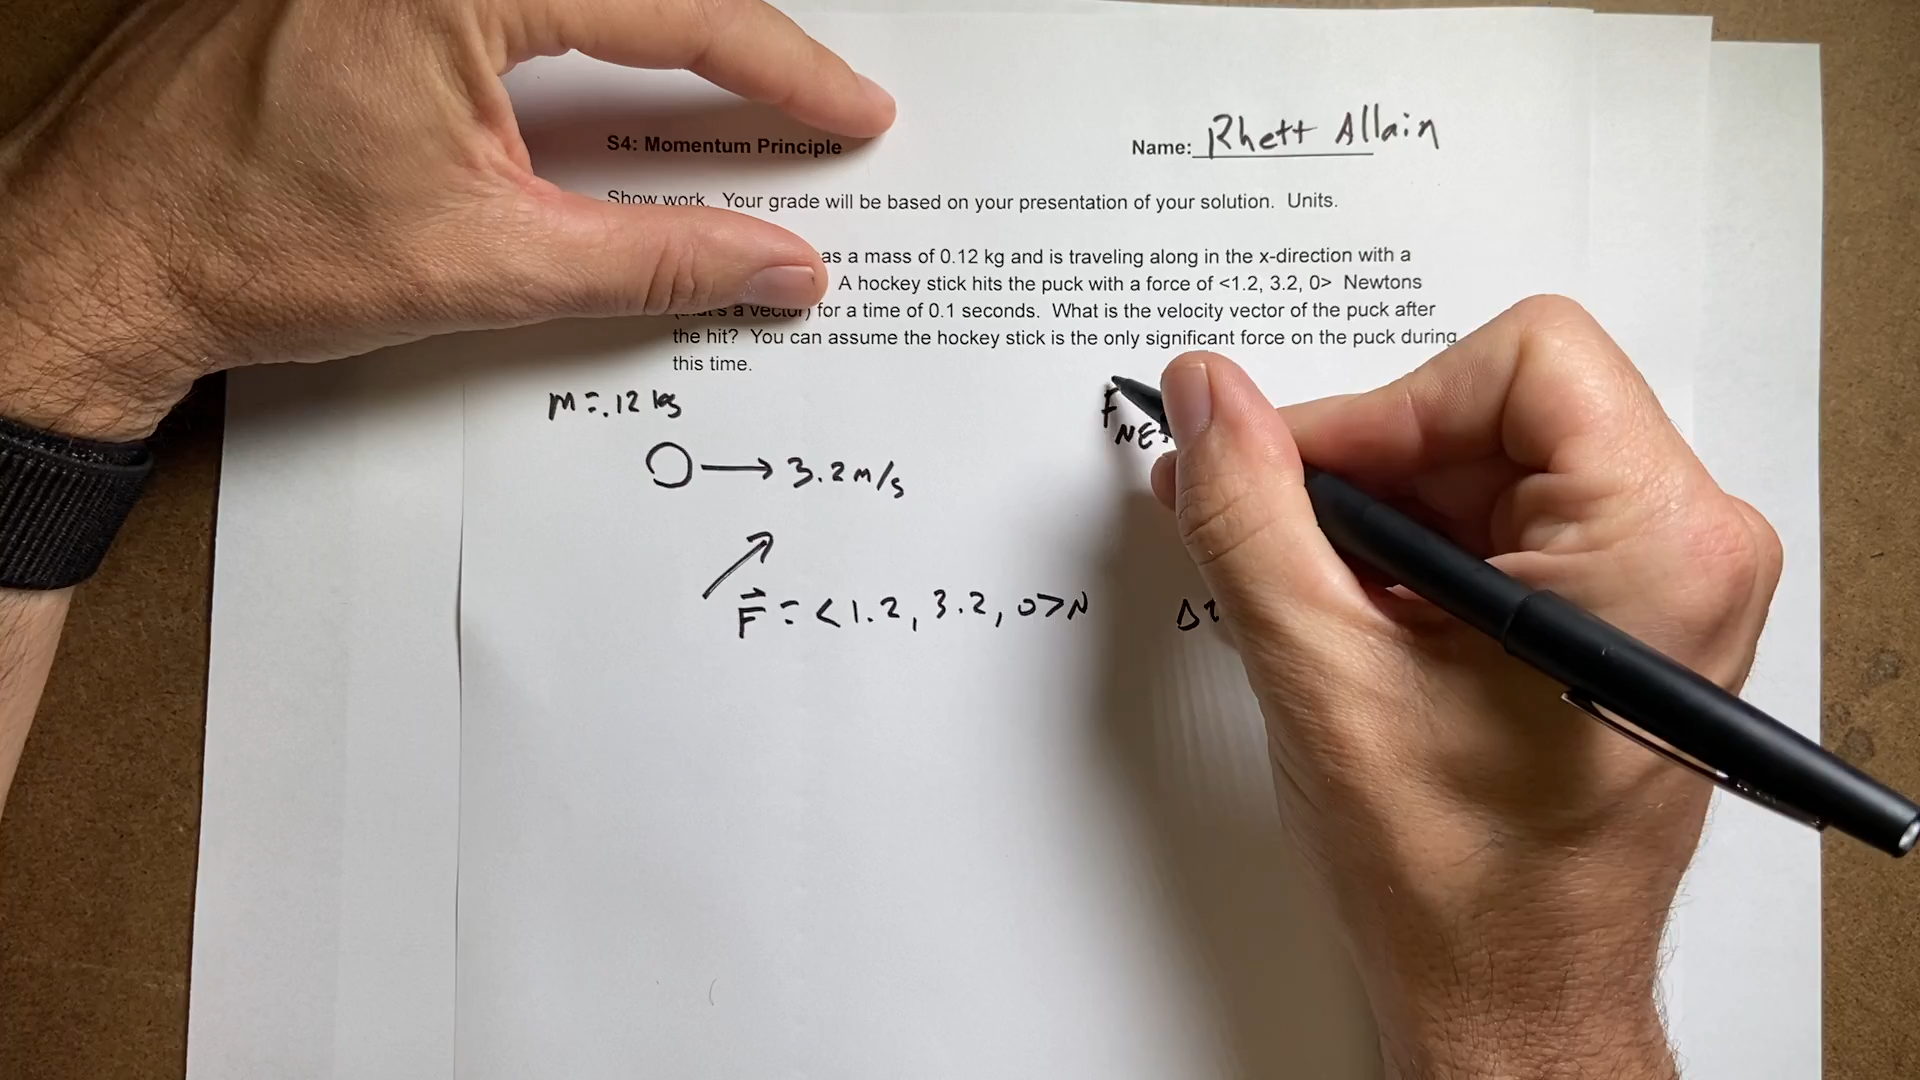 S4: Momentum Principle
Name: Rhett Allain
Show work. Your grade will be based on your presentation of your solution. Units.
as a mass of 0.12 kg and is traveling along in the x-direction with a
A hockey stick hits the puck with a force of <1.2, 3.2, 0> Newtons
a vector) for a time of 0.1 seconds. What is the velocity vector of the puck after
the hit? You can assume the hockey stick is the only significant force on the puck during
this time.
m=.12 kg
F NE
3.2 m/s
F = <1.2, 3.2, 0> N
Δt